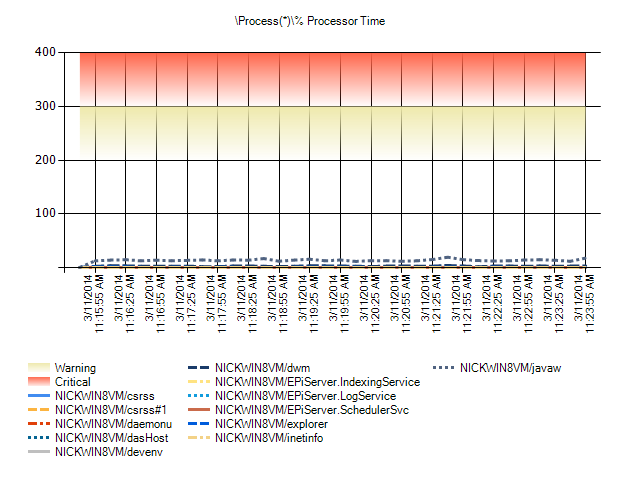 \Process(*)\% Processor Time
400
300
200
100
3/11/2014
11:15:55 AM
3/11/2014
11:16:25 AM
3/11/2014
11:16:55 AM
3/11/2014
11:17:25 AM
3/11/2014
11:17:55 AM
3/11/2014
11:18:25 AM
3/11/2014
11:18:55 AM
3/11/2014
11:19:25 AM
3/11/2014
11:19:55 AM
3/11/2014
11:20:25 AM
3/11/2014
11:20:55 AM
3/11/2014
11:21:25 AM
3/11/2014
11:21:55 AM
3/11/2014
11:22:25 AM
3/11/2014
11:22:55 AM
3/11/2014
11:23:25 AM
3/11/2014
11:23:55 AM
Warning
Critical
NICKWIN8VM/csrss
NICKWIN8VM/csrss#1
NICKWIN8VM/daemonu
NICKWIN8VM/dasHost
NICKWIN8VM/devenv
NICKWIN8VM/dwm
NICKWIN8VM/EPiServer.IndexingService
NICKWIN8VM/EPiServer.LogService
NICKWIN8VM/EPiServer.SchedulerSvc
NICKWIN8VM/explorer
NICKWIN8VM/inetinfo
NICKWIN8VM/javaw